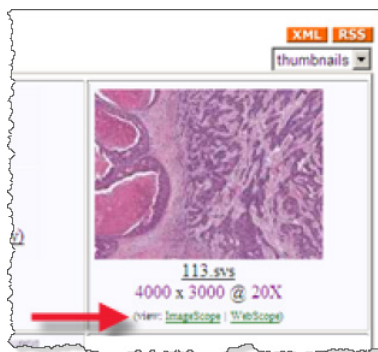 XML RSS
thumbnails
113.svs
4000 x 3000 @ 20X
(view: ImageScope | WebScope)